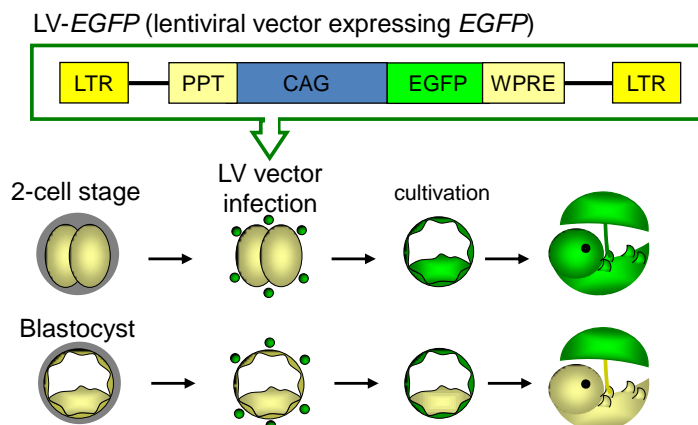 LV-EGFP (lentiviral vector expressing EGFP)
LTR PPT CAG EGFP WPRE LTR
2-cell stage
LV vector
infection
cultivation
Blastocyst